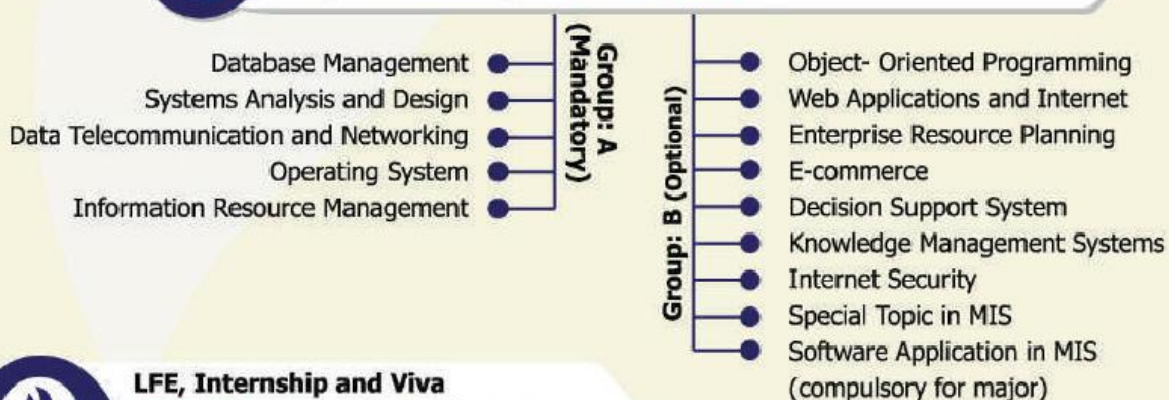 Group: A
(Mandatory)
Database Management
Systems Analysis and Design
Data Telecommunication and Networking
Operating System
Information Resource Management
Group: B (Optional)
Object- Oriented Programming
Web Applications and Internet
Enterprise Resource Planning
E-commerce
Decision Support System
Knowledge Management Systems
Internet Security
Special Topic in MIS
Software Application in MIS
(compulsory for major)
LFE, Internship and Viva